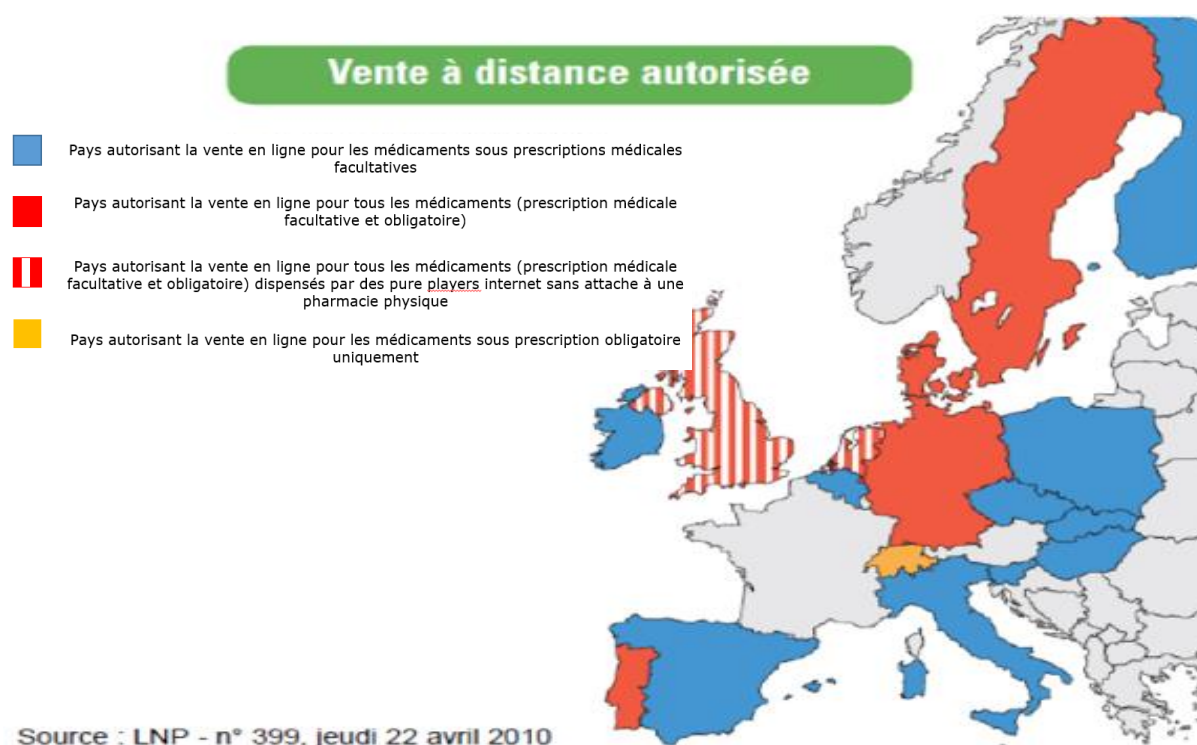 Vente à distance autorisée
Pays autorisant la vente en ligne pour les médicaments sous prescriptions médicales
facultatives
Pays autorisant la vente en ligne pour tous les médicaments (prescription médicale
facultative et obligatoire)
Pays autorisant la vente en ligne pour tous les médicaments (prescription médicale
facultative et obligatoire) dispensés par des pure players internet sans attache à une
pharmacie physique
Pays autorisant la vente en ligne pour les médicaments sous prescription obligatoire
uniquement
Source : LNP - n° 399, jeudi 22 avril 2010